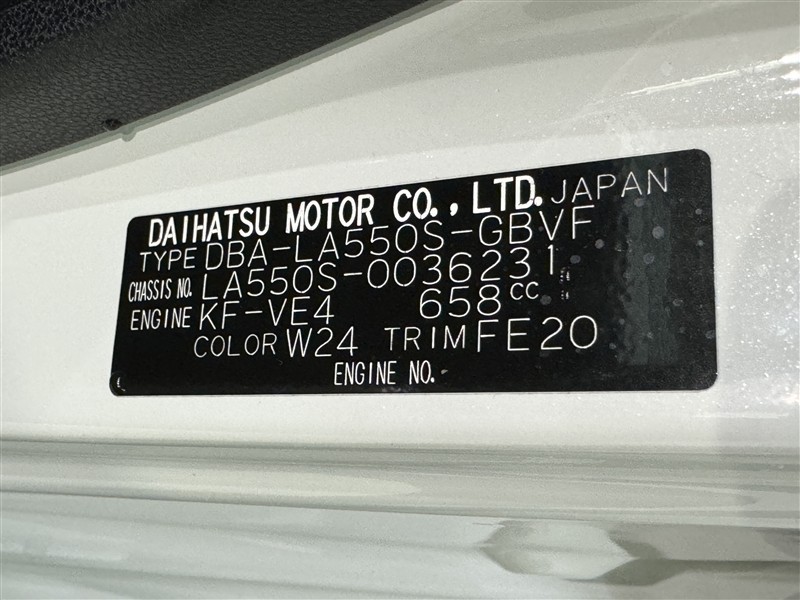 DAIHATSU MOTOR CO., LTD. JAPAN
TYPE DBA-LA550S-GBVF
CHASSIS NO. LA550S-0036231
ENGINE KF-VE4 658cc
COLOR W24 TRIM FE20
ENGINE NO.